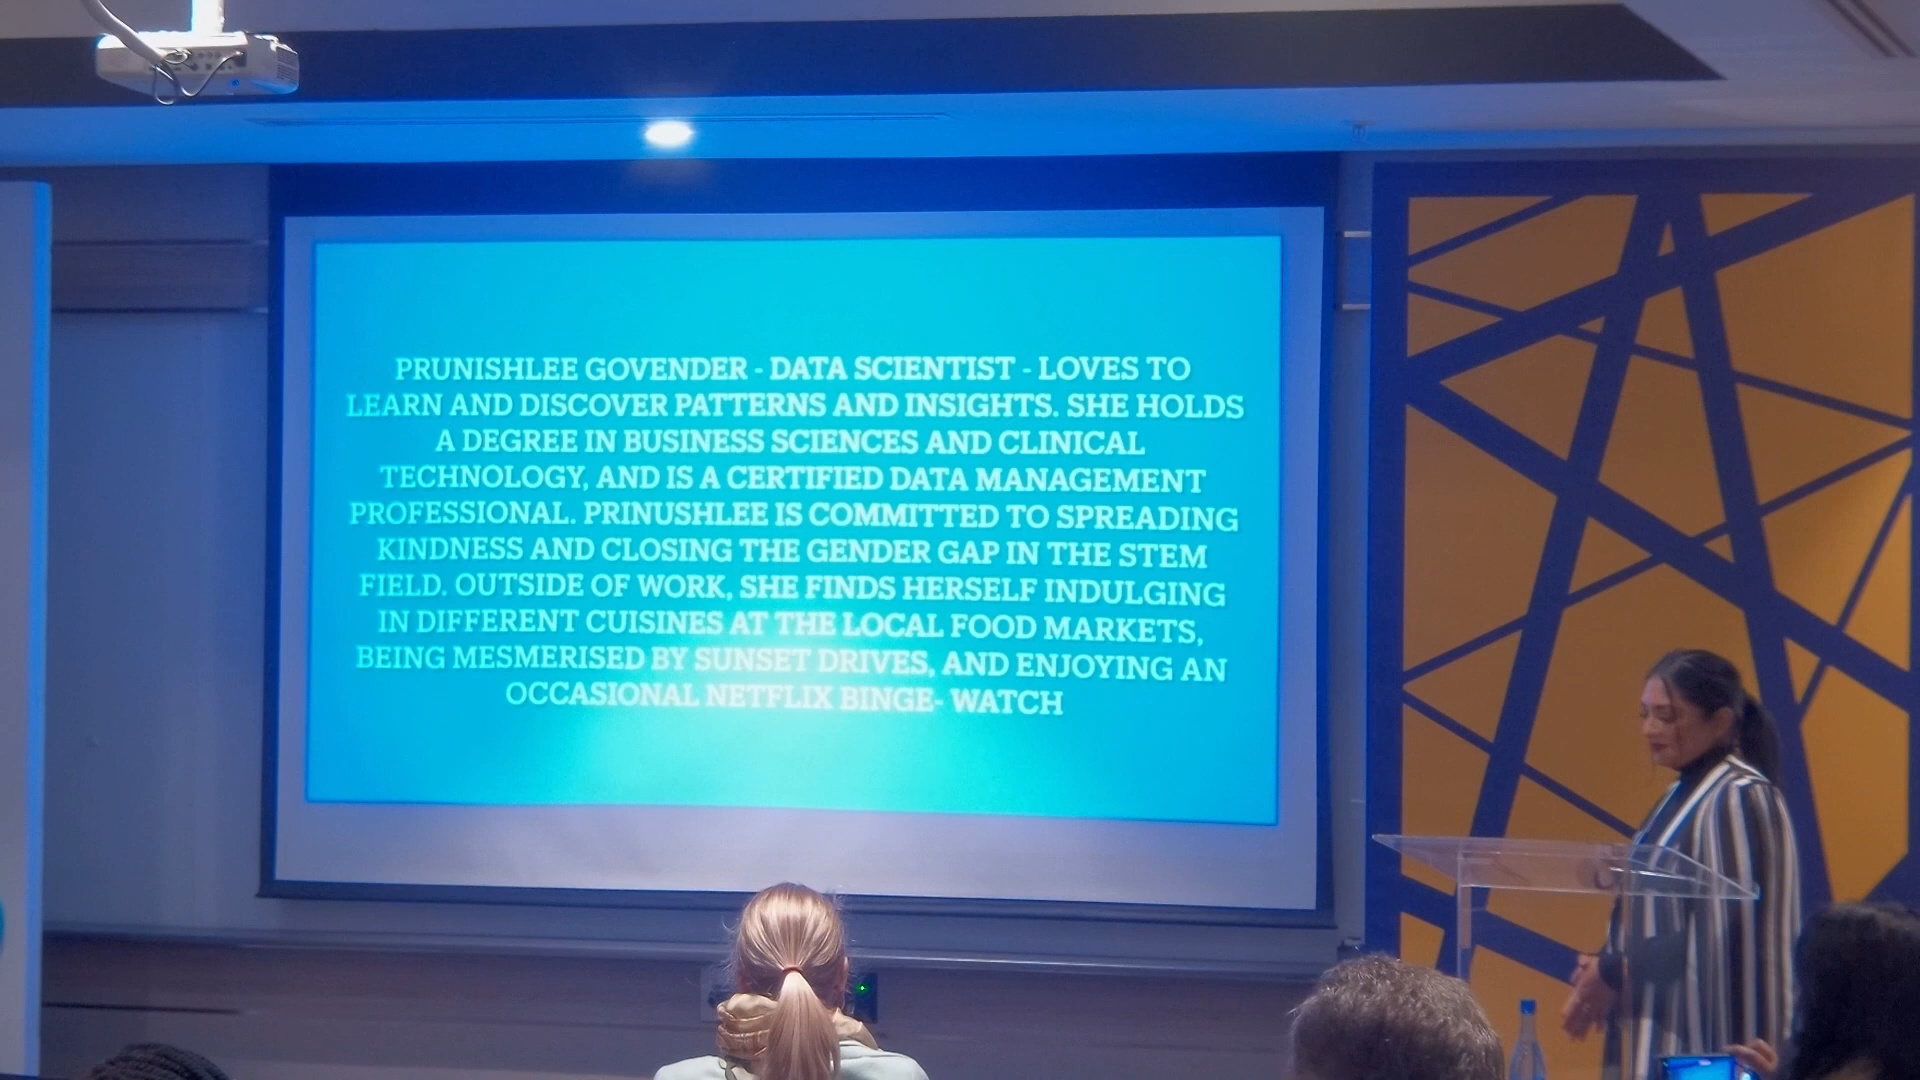 PRUNISHLEE GOVENDER - DATA SCIENTIST - LOVES TO
LEARN AND DISCOVER PATTERNS AND INSIGHTS. SHE HOLDS
A DEGREE IN BUSINESS SCIENCES AND CLINICAL
TECHNOLOGY, AND IS A CERTIFIED DATA MANAGEMENT
PROFESSIONAL. PRINUSHLEE IS COMMITTED TO SPREADING
KINDNESS AND CLOSING THE GENDER GAP IN THE STEM
FIELD. OUTSIDE OF WORK, SHE FINDS HERSELF INDULGING
IN DIFFERENT CUISINES AT THE LOCAL FOOD MARKETS,
BEING MESMERISED BY SUNSET DRIVES, AND ENJOYING AN
OCCASIONAL NETFLIX BINGE- WATCH